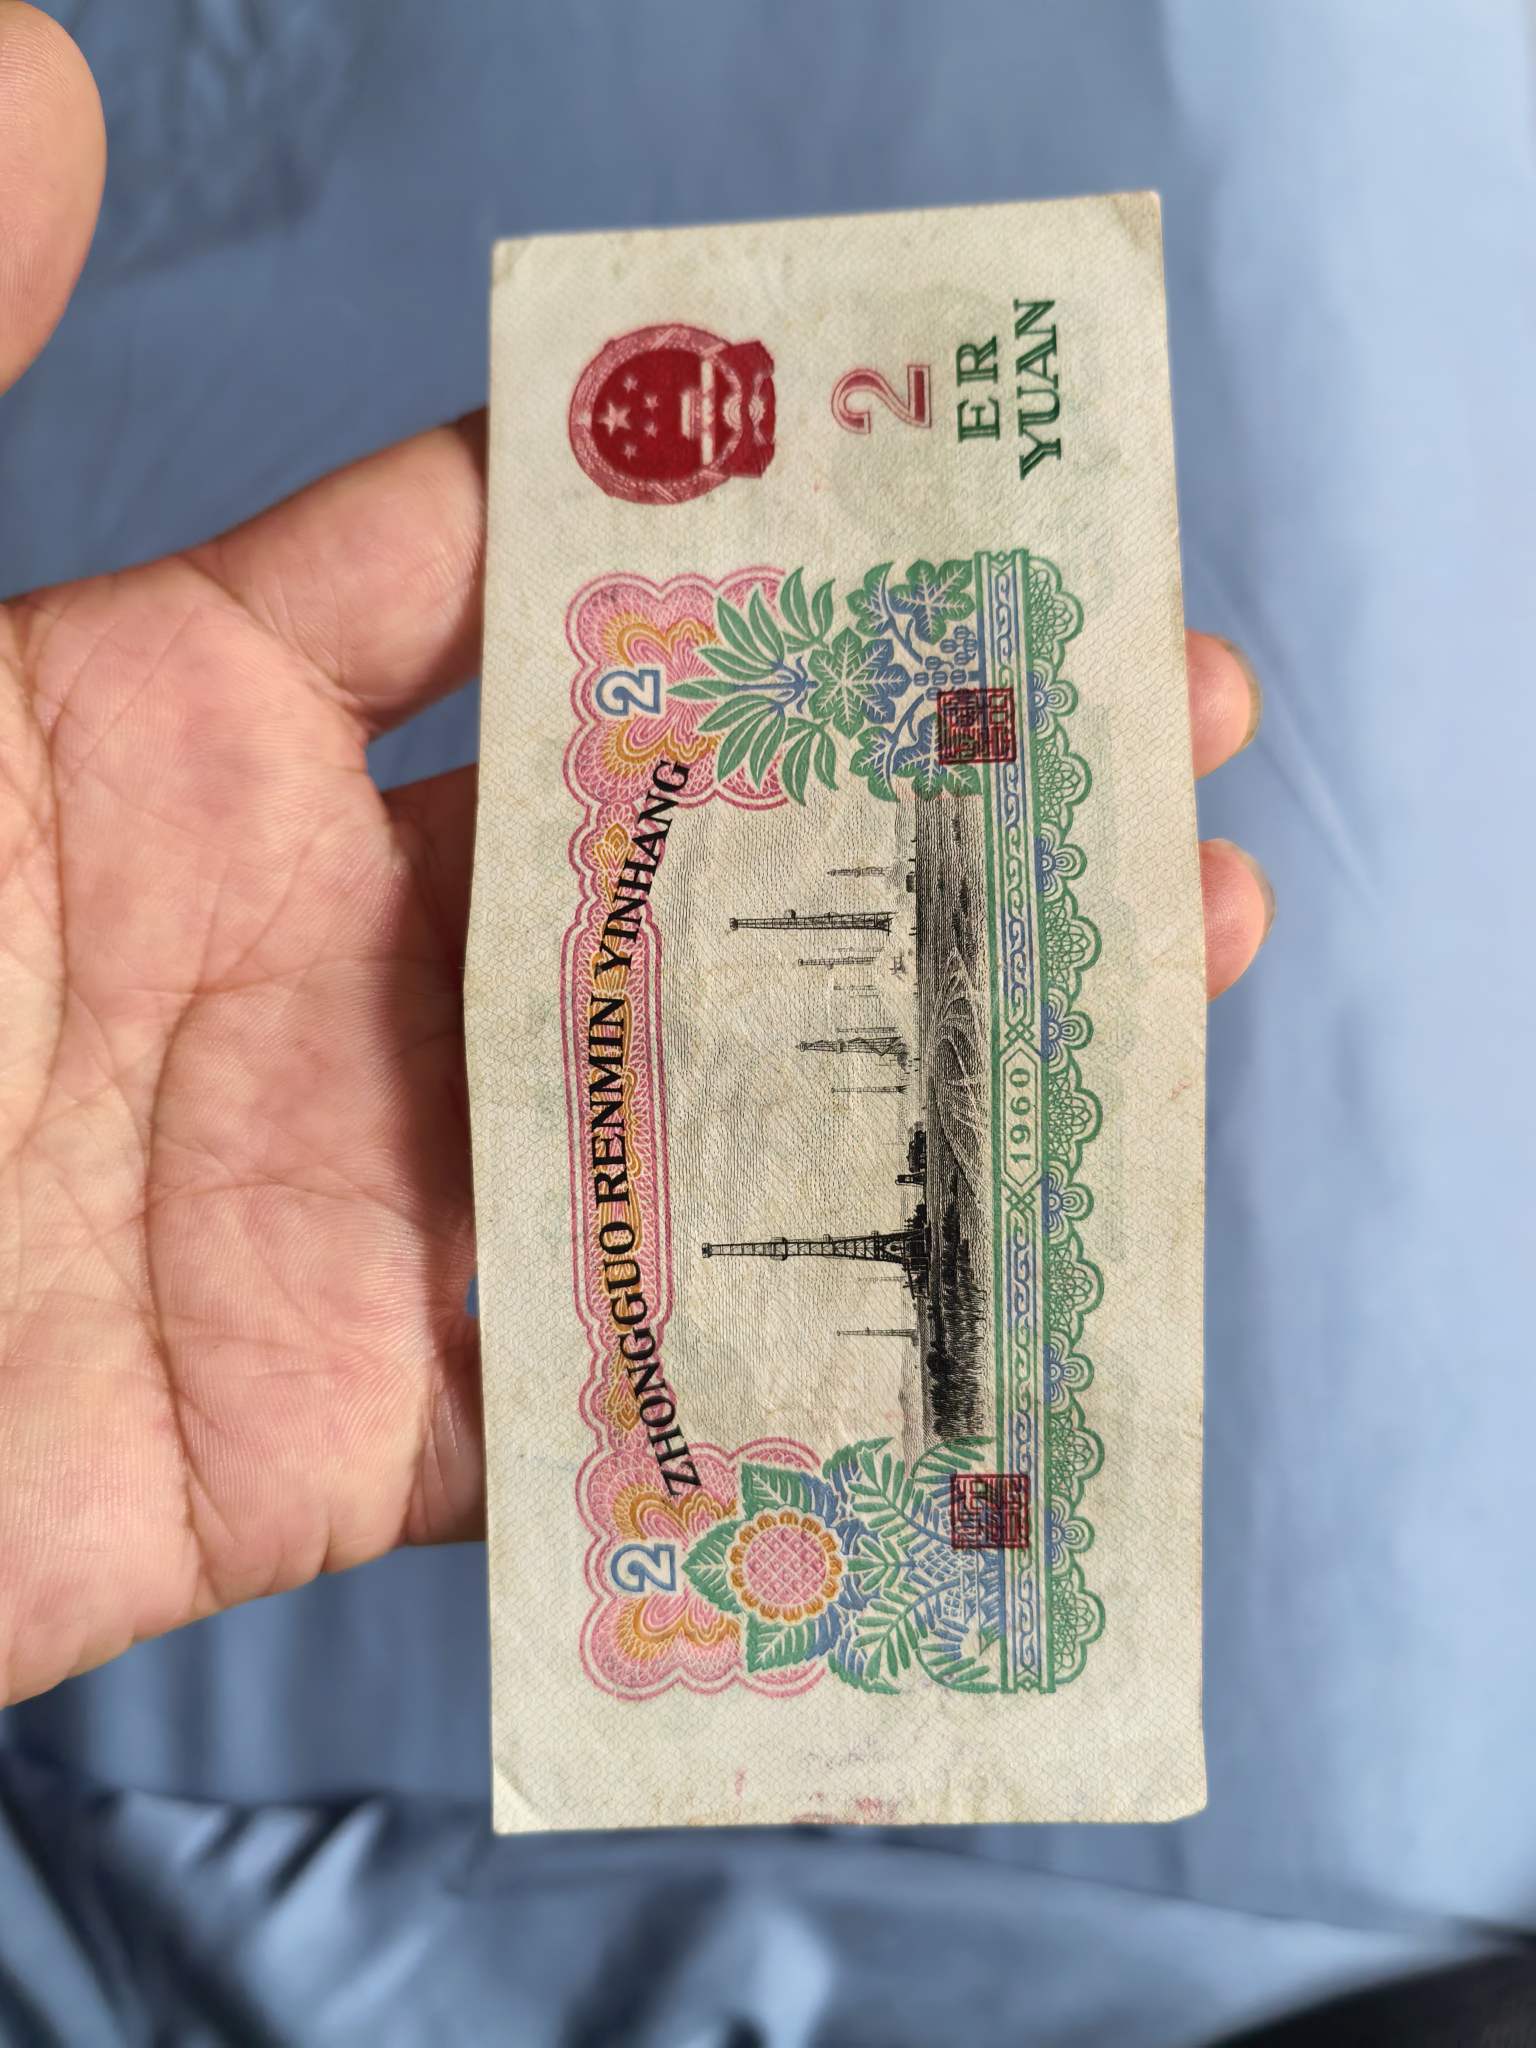 ZHONGGUO RENMIN YINHANG
2
2
2
ER
YUAN
1960